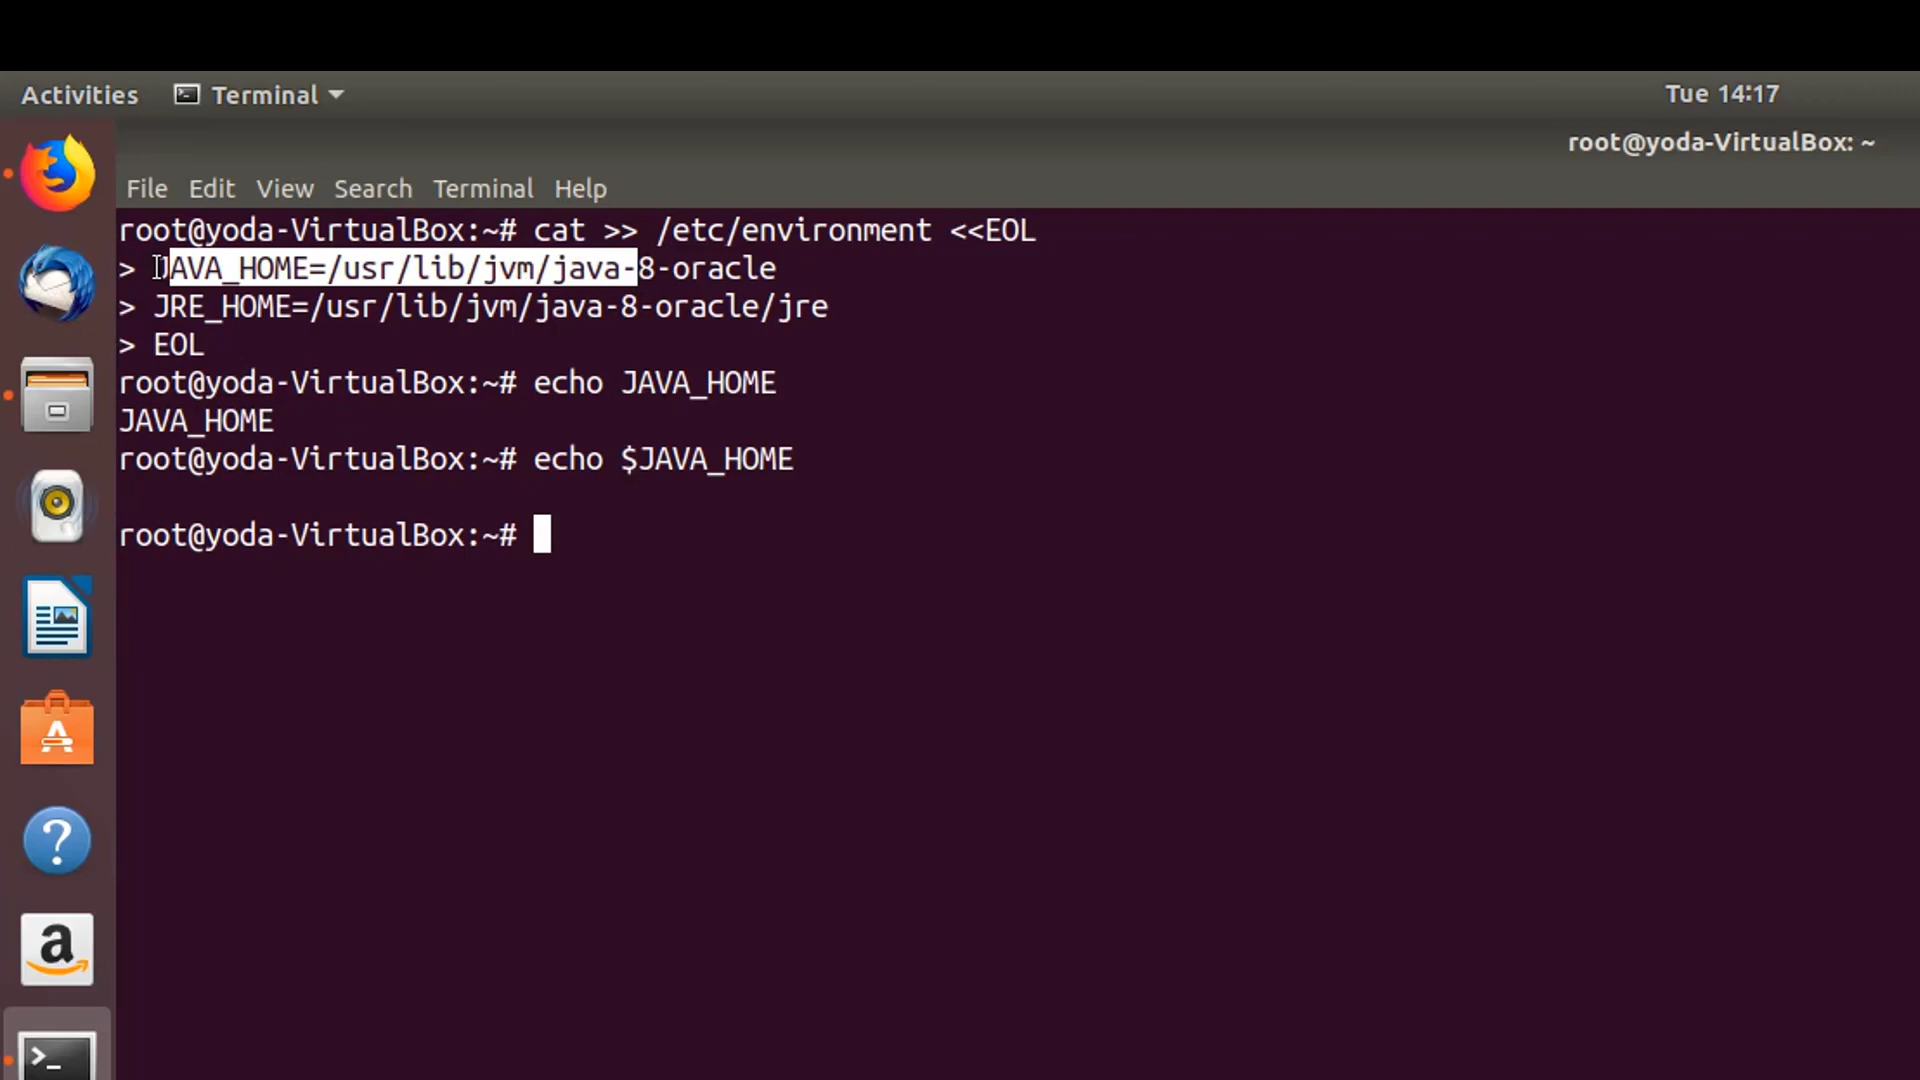 Activities Terminal Tue 14:17
root@yoda-VirtualBox: ~
File Edit View Search Terminal Help
root@yoda-VirtualBox:~# cat >> /etc/environment <<EOL
> JAVA_HOME=/usr/lib/jvm/java-8-oracle
> JRE_HOME=/usr/lib/jvm/java-8-oracle/jre
> EOL
root@yoda-VirtualBox:~# echo JAVA_HOME
JAVA_HOME
root@yoda-VirtualBox:~# echo $JAVA_HOME
root@yoda-VirtualBox:~#